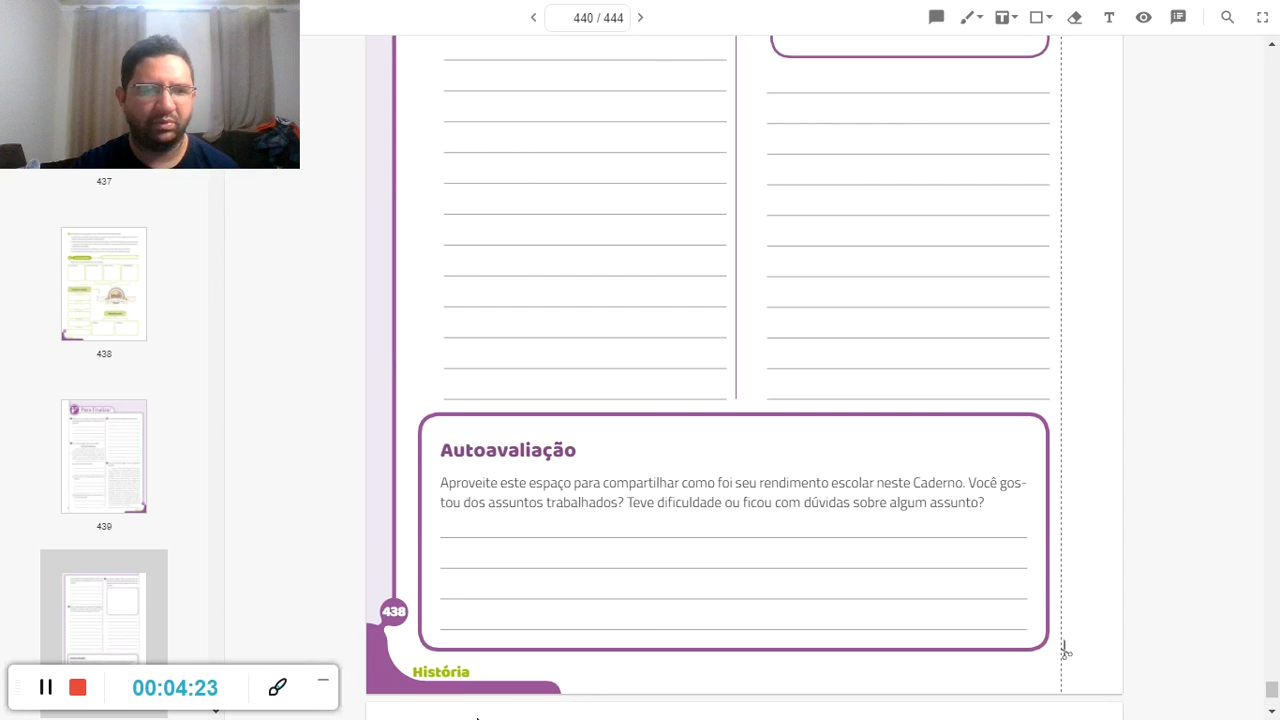 440 / 444
437
438
439
Para finalizar
Autoavaliação
Aproveite este espaço para compartilhar como foi seu rendimento escolar neste Caderno. Você gos-
tou dos assuntos trabalhados? Teve dificuldade ou ficou com dúvidas sobre algum assunto?
438
História
00:04:23